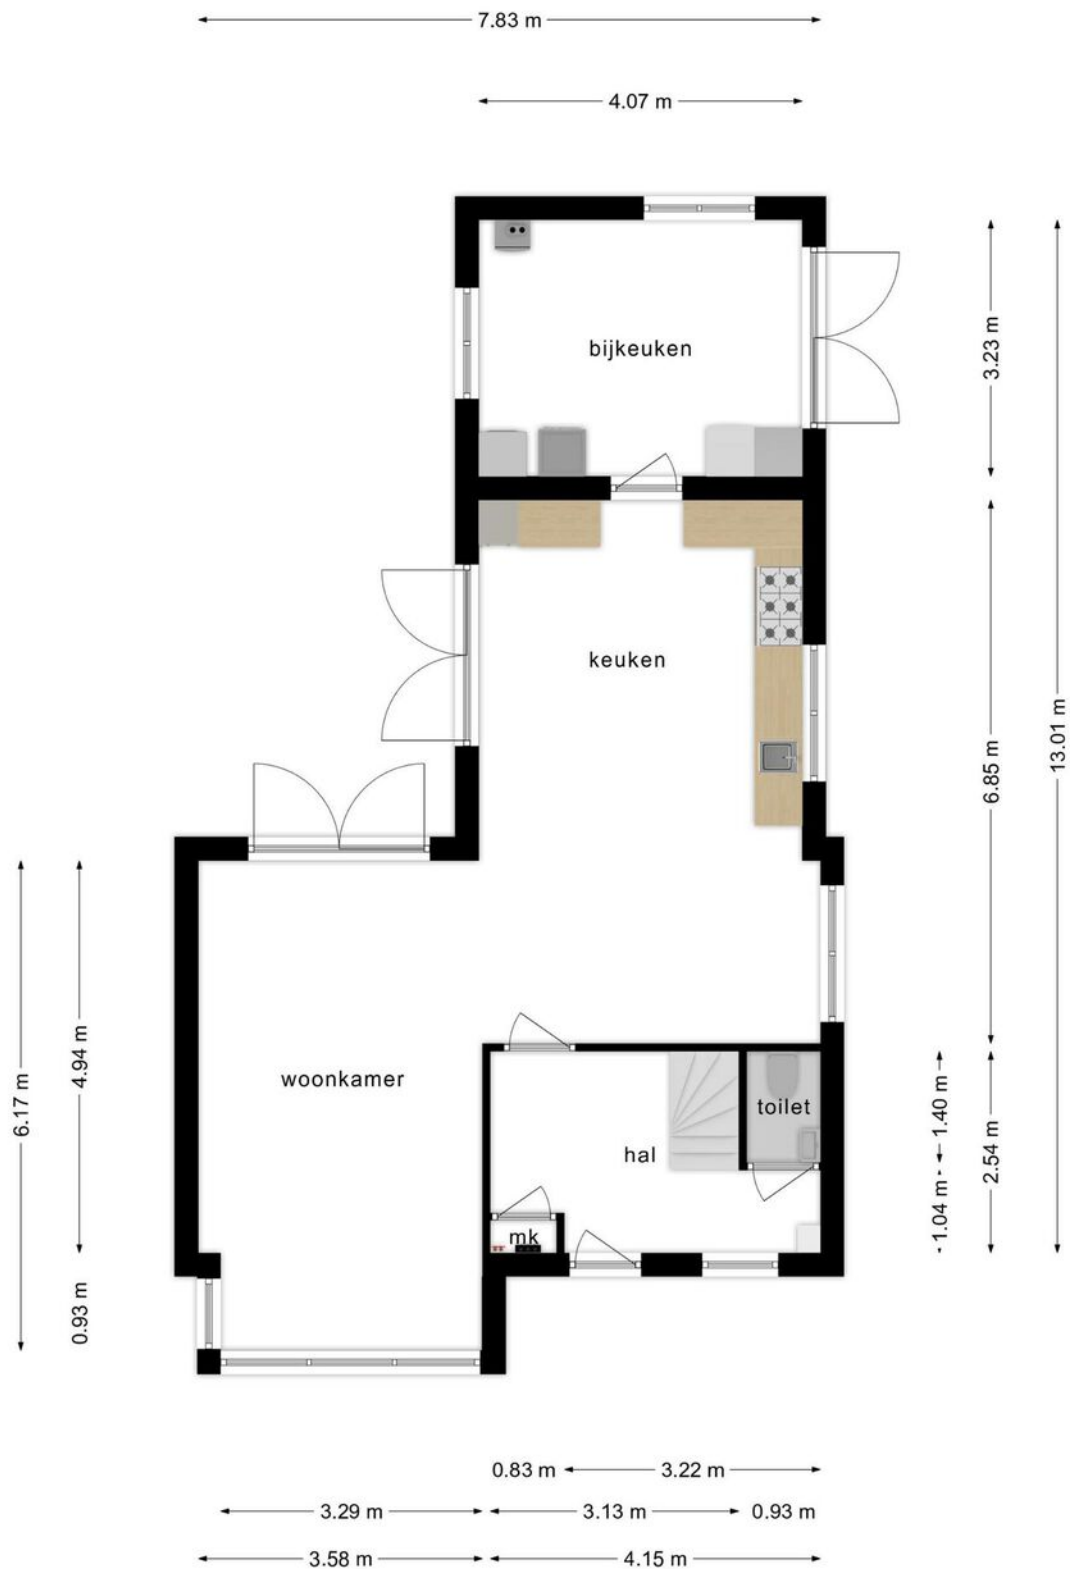 7.83 m
4.07 m
bijkeuken
3.23 m
keuken
13.01 m
6.85 m
6.17 m
4.94 m
woonkamer
toilet
1.40 m
hal
2.54 m
1.04 m
mk
0.93 m
0.83 m
3.22 m
3.29 m
3.13 m
0.93 m
3.58 m
4.15 m